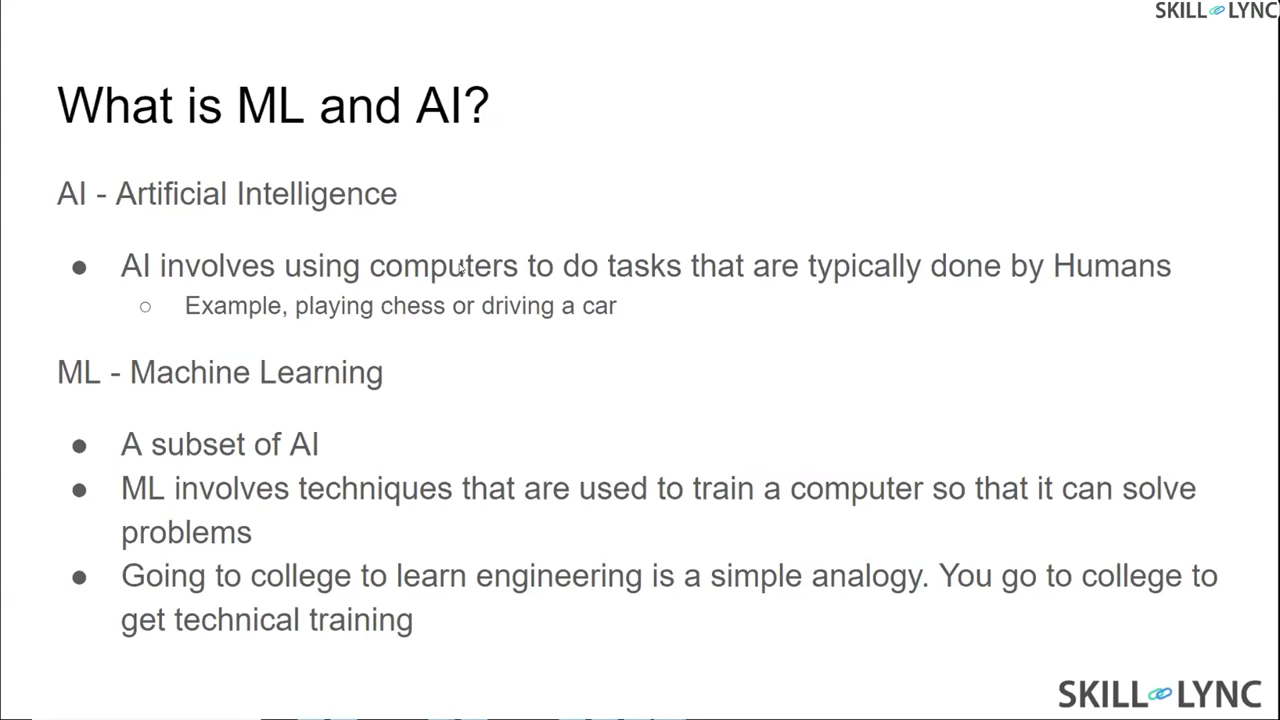 SKILL LYNC
What is ML and AI?
AI - Artificial Intelligence
● AI involves using computers to do tasks that are typically done by Humans
○ Example, playing chess or driving a car
ML - Machine Learning
● A subset of AI
● ML involves techniques that are used to train a computer so that it can solve
problems
● Going to college to learn engineering is a simple analogy. You go to college to
get technical training
SKILL LYNC